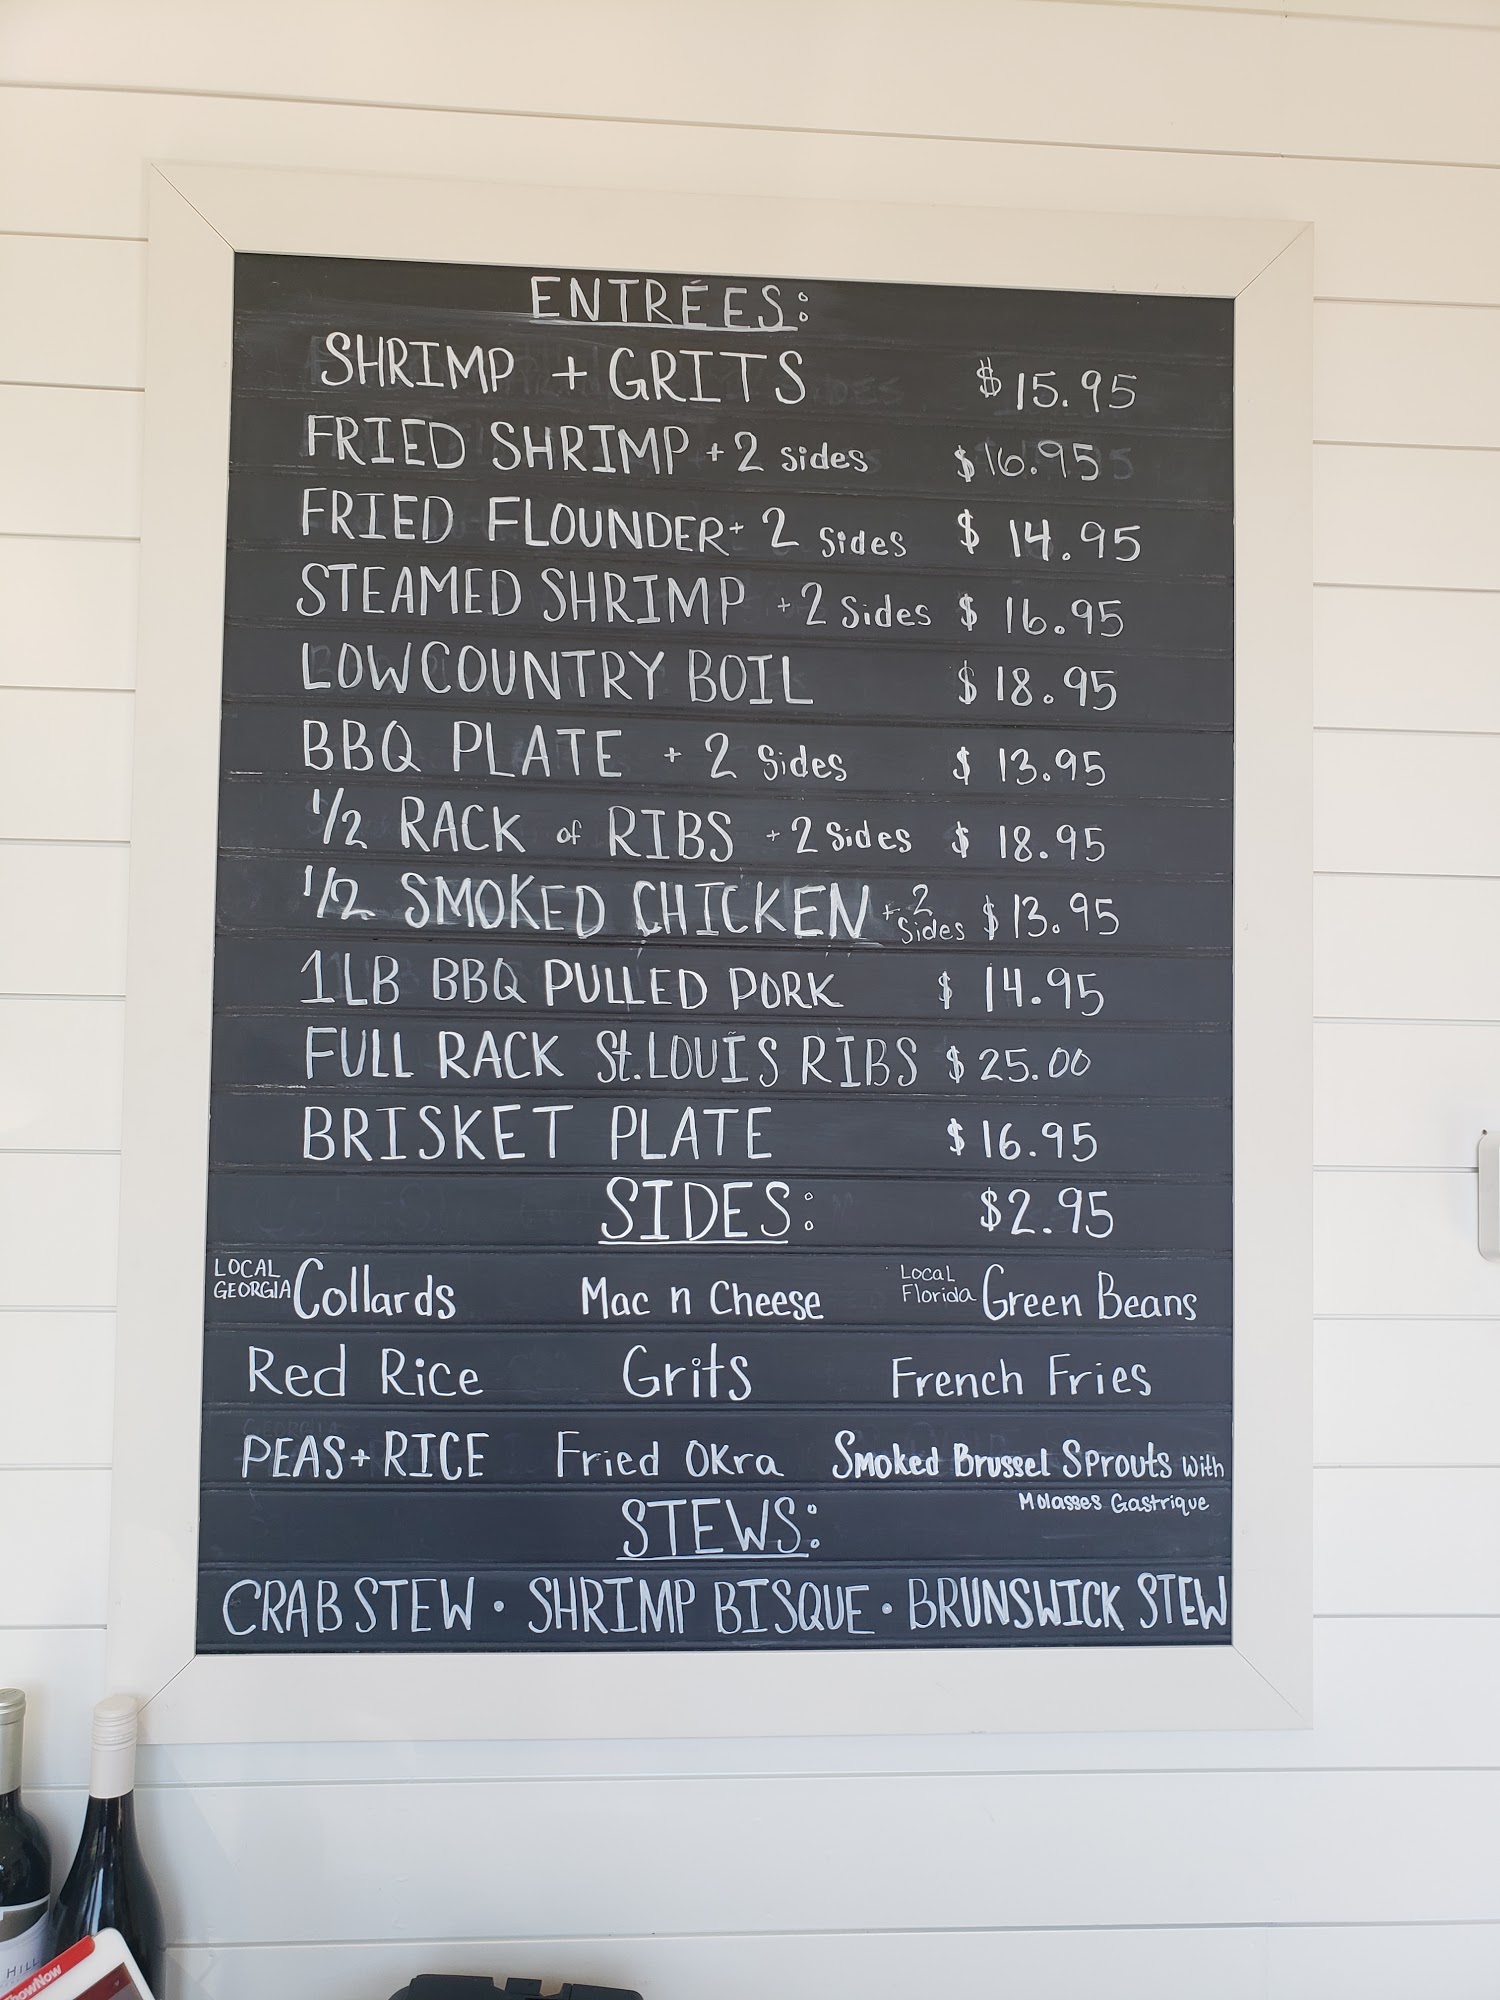 ENTRÉES:
SHRIMP + GRITS $15.95
FRIED SHRIMP + 2 sides $16.95
FRIED FLOUNDER + 2 sides $14.95
STEAMED SHRIMP + 2 Sides $16.95
LOWCOUNTRY BOIL $18.95
BBQ PLATE + 2 Sides $13.95
1/2 RACK of RIBS + 2 Sides $18.95
1/2 SMOKED CHICKEN + 2 Sides $13.95
1LB BBQ PULLED PORK $14.95
FULL RACK St. LOUIS RIBS $25.00
BRISKET PLATE $16.95
SIDES: $2.95
LOCAL GEORGIA Collards Mac n Cheese Local Florida Green Beans
Red Rice Grits French Fries
PEAS + RICE Fried Okra Smoked Brussel Sprouts With
Molasses Gastrique
STEWS:
CRAB STEW • SHRIMP BISQUE • BRUNSWICK STEW
HILL